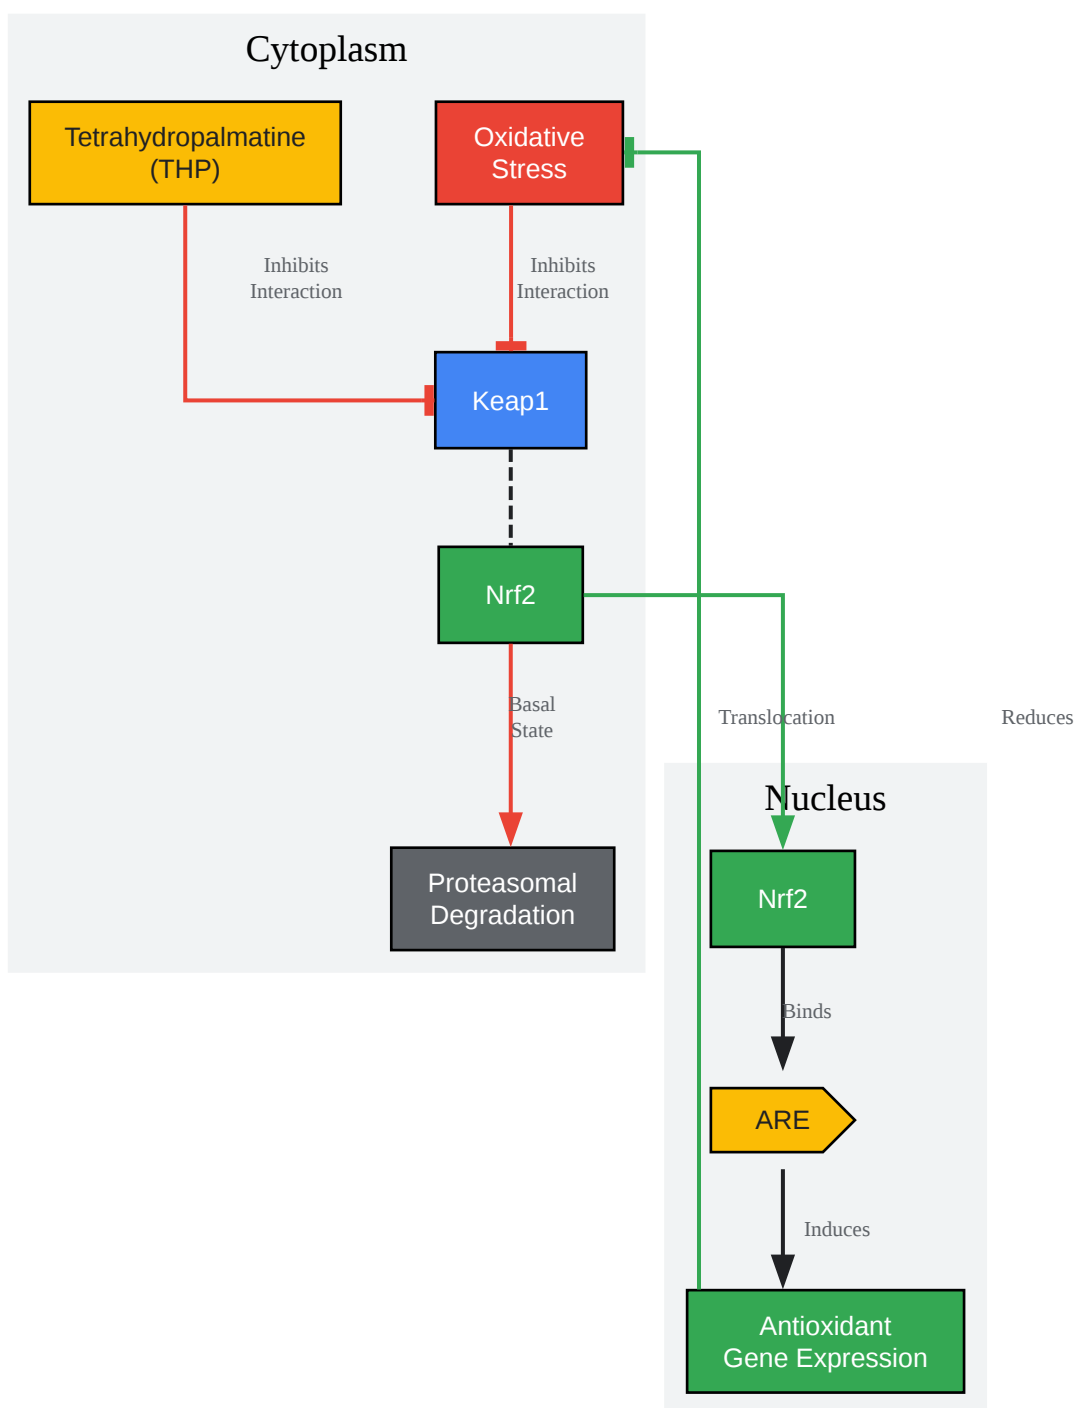 Cytoplasm
Tetrahydropalmatine
(THP)
Oxidative
Stress
Inhibits
Interaction
Inhibits
Interaction
Keap1
Nrf2
Basal
State
Translocation
Reduces
Nucleus
Proteasomal
Degradation
Nrf2
Binds
ARE
Induces
Antioxidant
Gene Expression